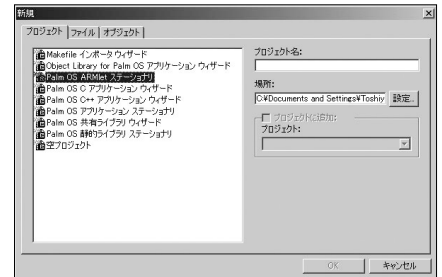 新規
プロジェクト ファイル オブジェクト
Makefile インポータ ウィザード
Object Library for Palm OS アプリケーション ウィザード
Palm OS ARMlet ステーショナリ
Palm OS C アプリケーション ウィザード
Palm OS C++ アプリケーション ウィザード
Palm OS アプリケーション ステーショナリ
Palm OS 共有ライブラリ ウィザード
Palm OS 静的ライブラリ ステーショナリ
空プロジェクト
プロジェクト名:
場所:
C:¥Documents and Settings¥Toshiy
設定...
プロジェクトに追加:
プロジェクト:
OK キャンセル